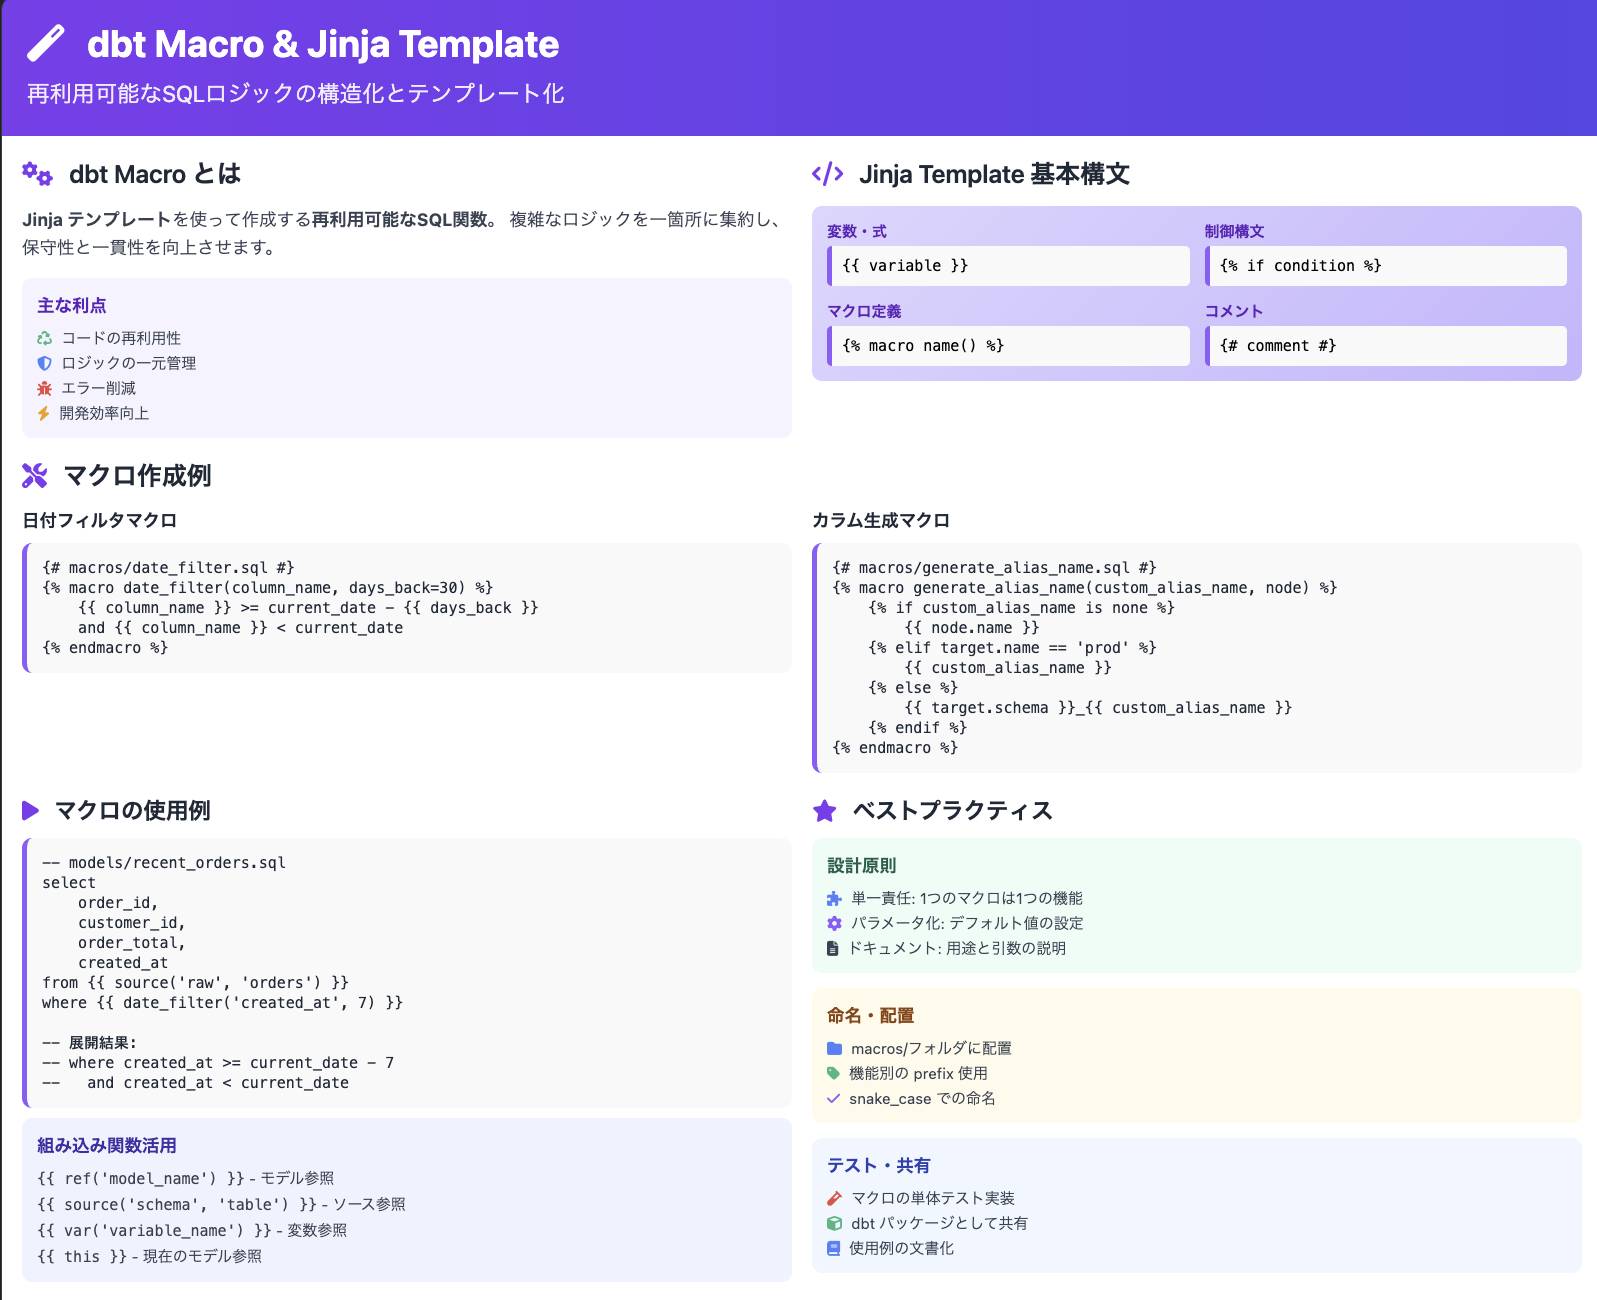 dbt Macro & Jinja Template
再利用可能なSQLロジックの構造化とテンプレート化
dbt Macro とは
Jinja テンプレートを使って作成する再利用可能なSQL関数。 複雑なロジックを一箇所に集約し、
保守性と一貫性を向上させます。
主な利点
コードの再利用性
ロジックの一元管理
エラー削減
開発効率向上
Jinja Template 基本構文
変数・式
{{ variable }}
制御構文
{% if condition %}
マクロ定義
{% macro name() %}
コメント
{# comment #}
マクロ作成例
日付フィルタマクロ
{# macros/date_filter.sql #}
{% macro date_filter(column_name, days_back=30) %}
    {{ column_name }} >= current_date - {{ days_back }}
    and {{ column_name }} < current_date
{% endmacro %}
カラム生成マクロ
{# macros/generate_alias_name.sql #}
{% macro generate_alias_name(custom_alias_name, node) %}
    {% if custom_alias_name is none %}
        {{ node.name }}
    {% elif target.name == 'prod' %}
        {{ custom_alias_name }}
    {% else %}
        {{ target.schema }}_{{ custom_alias_name }}
    {% endif %}
{% endmacro %}
マクロの使用例
-- models/recent_orders.sql
select
    order_id,
    customer_id,
    order_total,
    created_at
from {{ source('raw', 'orders') }}
where {{ date_filter('created_at', 7) }}
-- 展開結果:
-- where created_at >= current_date - 7
--   and created_at < current_date
組み込み関数活用
{{ ref('model_name') }} - モデル参照
{{ source('schema', 'table') }} - ソース参照
{{ var('variable_name') }} - 変数参照
{{ this }} - 現在のモデル参照
ベストプラクティス
設計原則
単一責任: 1つのマクロは1つの機能
パラメータ化: デフォルト値の設定
ドキュメント: 用途と引数の説明
命名・配置
macros/フォルダに配置
機能別の prefix 使用
snake_case での命名
テスト・共有
マクロの単体テスト実装
dbt パッケージとして共有
使用例の文書化